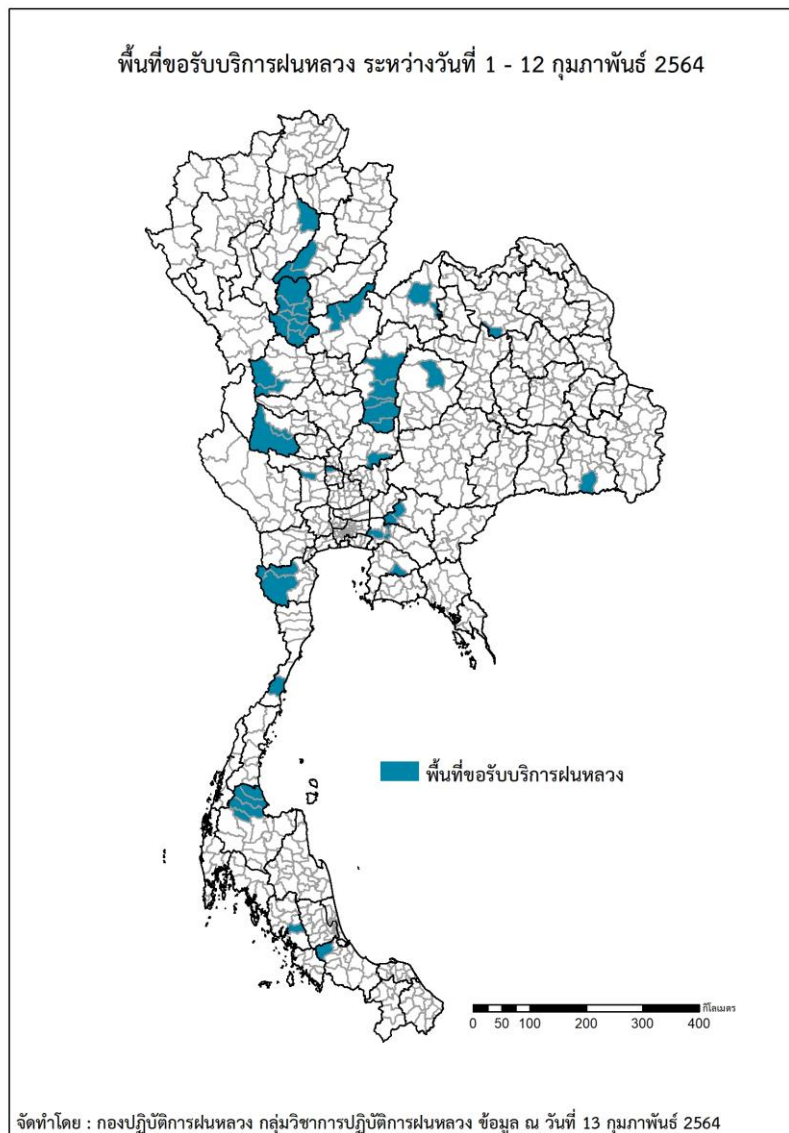 พื้นที่ขอรับบริการฝนหลวง ระหว่างวันที่ 1 - 12 กุมภาพันธ์ 2564
พื้นที่ขอรับบริการฝนหลวง
กิโลเมตร
0 50 100 200 300 400
จัดทำโดย : กองปฏิบัติการฝนหลวง กลุ่มวิชาการปฏิบัติการฝนหลวง ข้อมูล ณ วันที่ 13 กุมภาพันธ์ 2564